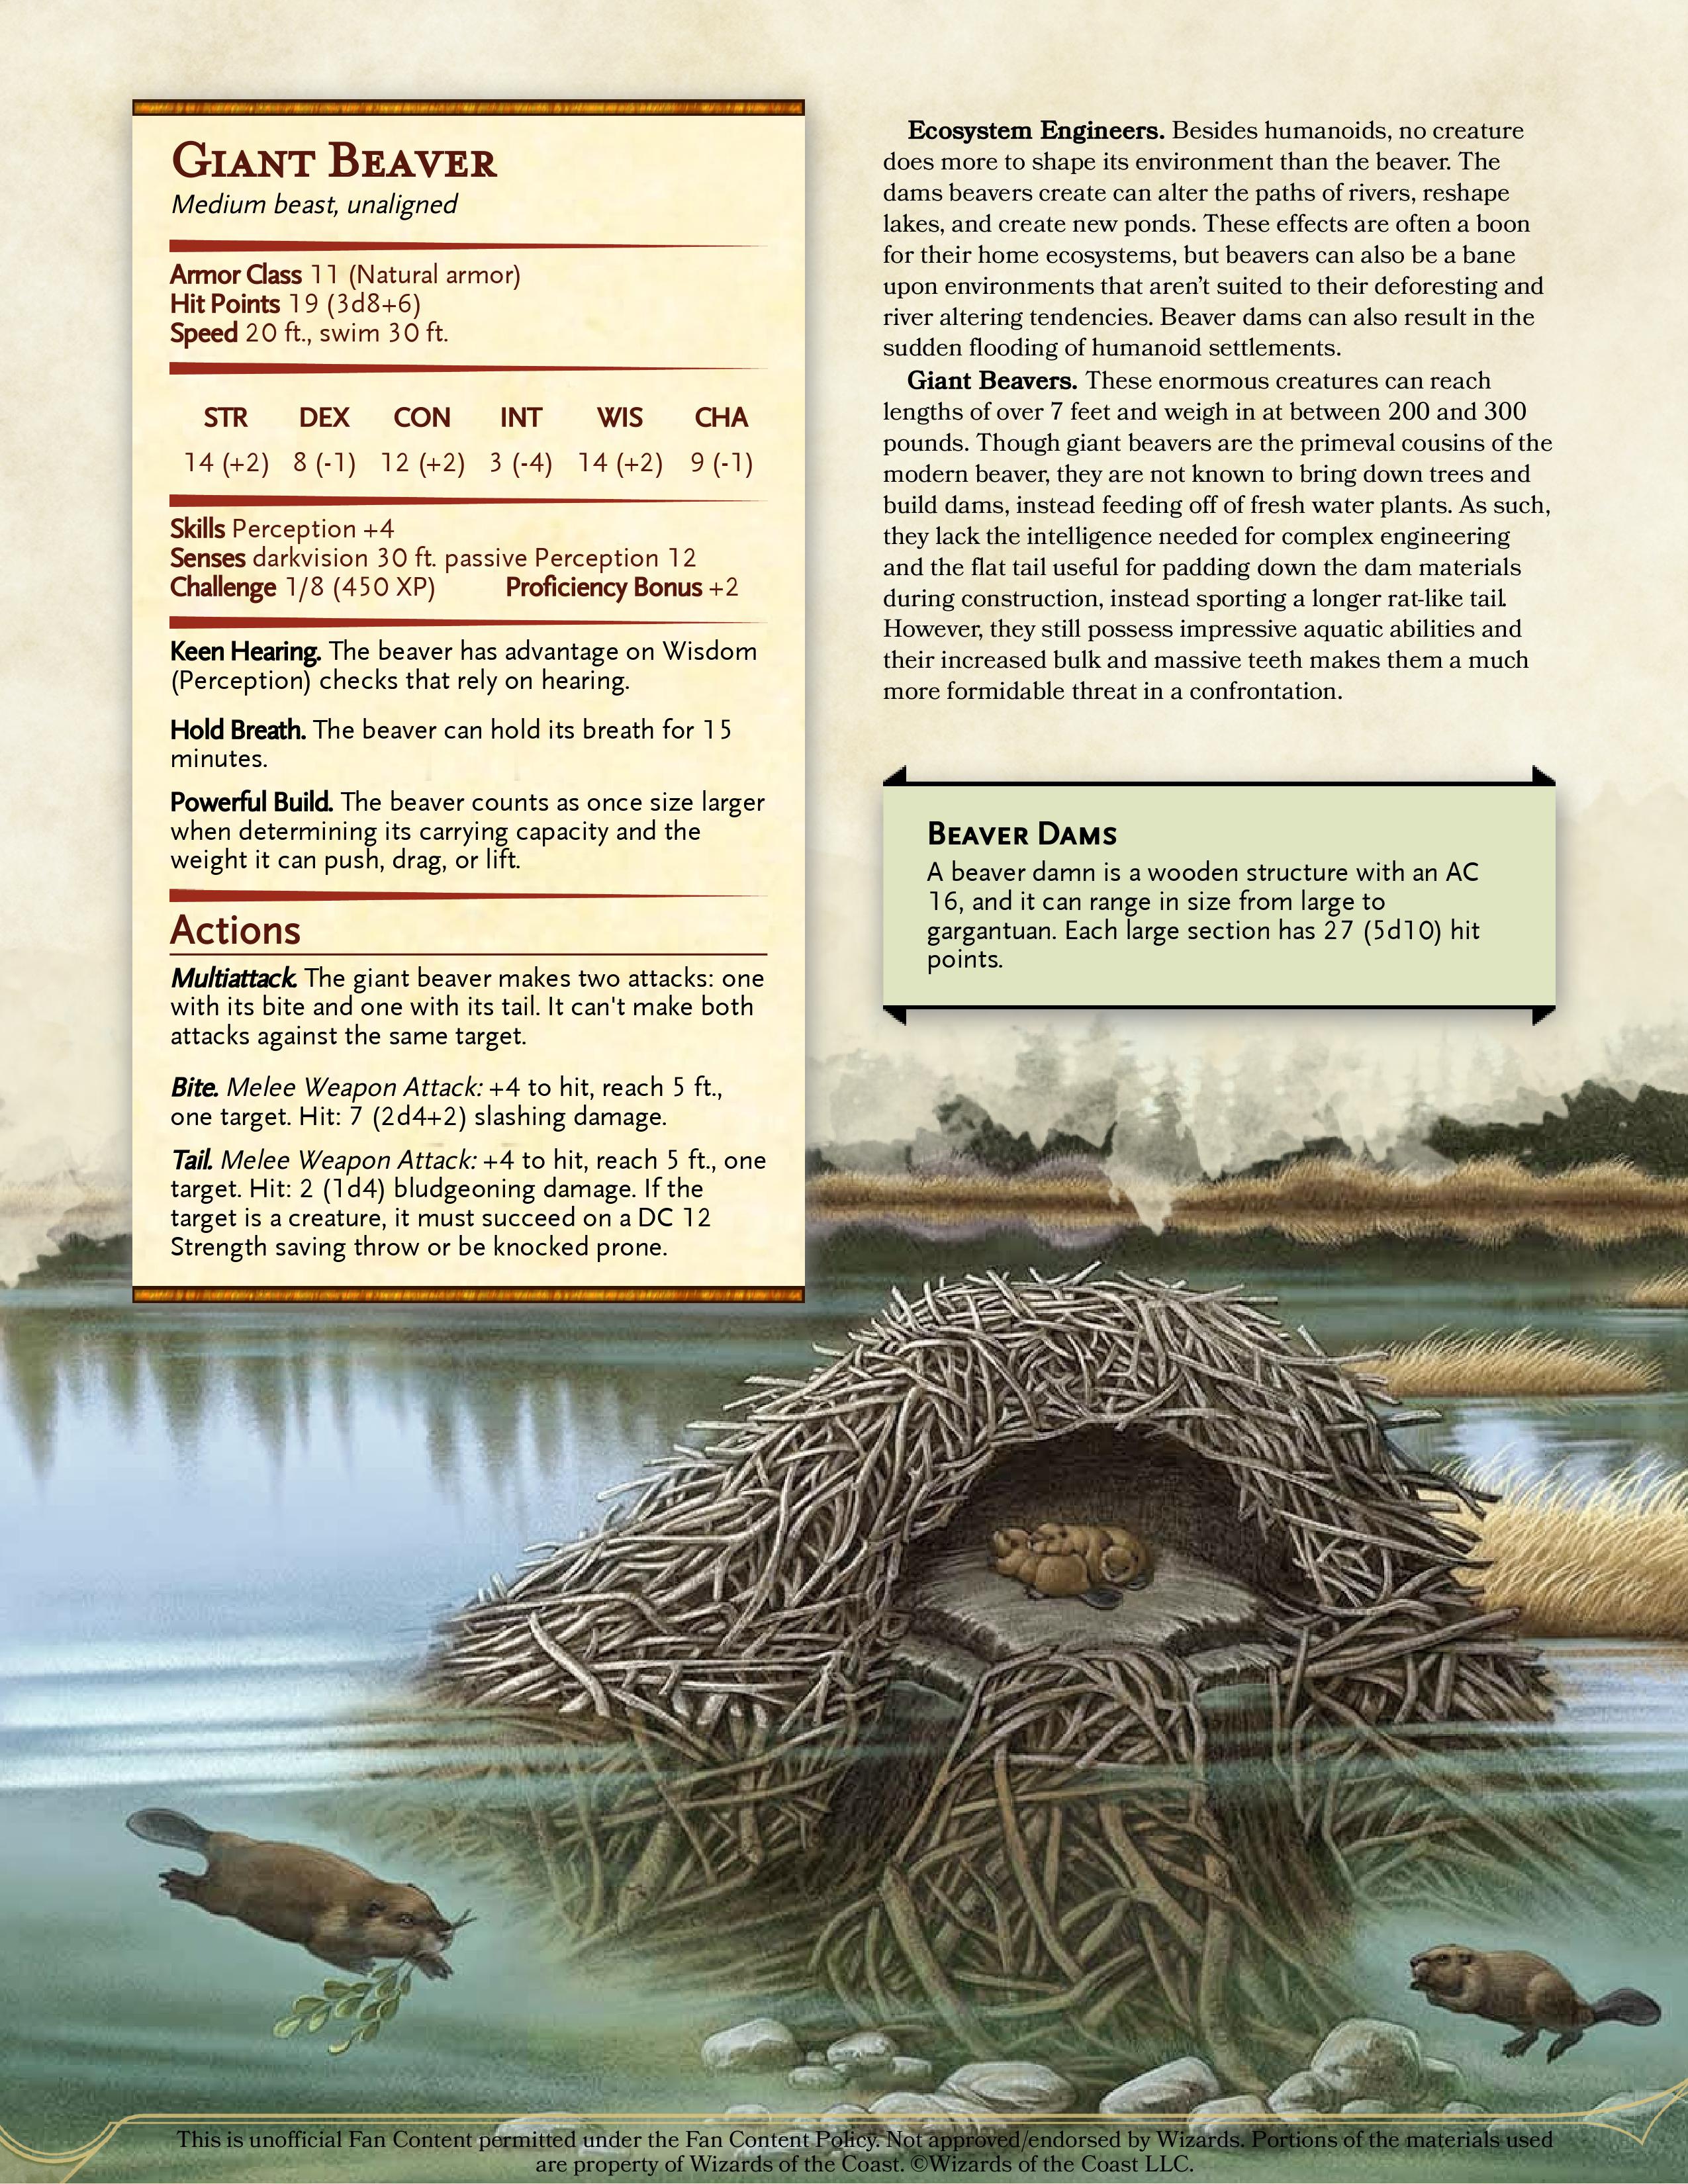 GIANT BEAVER
Medium beast, unaligned
Armor Class 11 (Natural armor)
Hit Points 19 (3d8+6)
Speed 20 ft., swim 30 ft.
STR DEX CON INT WIS CHA
14 (+2) 8 (-1) 12 (+2) 3 (-4) 14 (+2) 9 (-1)
Skills Perception +4
Senses darkvision 30 ft. passive Perception 12
Challenge 1/8 (450 XP) Proficiency Bonus +2
Keen Hearing. The beaver has advantage on Wisdom
(Perception) checks that rely on hearing.
Hold Breath. The beaver can hold its breath for 15
minutes.
Powerful Build. The beaver counts as once size larger
when determining its carrying capacity and the
weight it can push, drag, or lift.
Actions
Multiattack. The giant beaver makes two attacks: one
with its bite and one with its tail. It can't make both
attacks against the same target.
Bite. Melee Weapon Attack: +4 to hit, reach 5 ft.,
one target. Hit: 7 (2d4+2) slashing damage.
Tail. Melee Weapon Attack: +4 to hit, reach 5 ft., one
target. Hit: 2 (1d4) bludgeoning damage. If the
target is a creature, it must succeed on a DC 12
Strength saving throw or be knocked prone.
Ecosystem Engineers. Besides humanoids, no creature
does more to shape its environment than the beaver. The
dams beavers create can alter the paths of rivers, reshape
lakes, and create new ponds. These effects are often a boon
for their home ecosystems, but beavers can also be a bane
upon environments that aren't suited to their deforesting and
river altering tendencies. Beaver dams can also result in the
sudden flooding of humanoid settlements.
Giant Beavers. These enormous creatures can reach
lengths of over 7 feet and weigh in at between 200 and 300
pounds. Though giant beavers are the primeval cousins of the
modern beaver, they are not known to bring down trees and
build dams, instead feeding off of fresh water plants. As such,
they lack the intelligence needed for complex engineering
and the flat tail useful for padding down the dam materials
during construction, instead sporting a longer rat-like tail.
However, they still possess impressive aquatic abilities and
their increased bulk and massive teeth makes them a much
more formidable threat in a confrontation.
BEAVER DAMS
A beaver damn is a wooden structure with an AC
16, and it can range in size from large to
gargantuan. Each large section has 27 (5d10) hit
points.
This is unofficial Fan Content permitted under the Fan Content Policy. Not approved/endorsed by Wizards. Portions of the materials used
are property of Wizards of the Coast. ©Wizards of the Coast LLC.